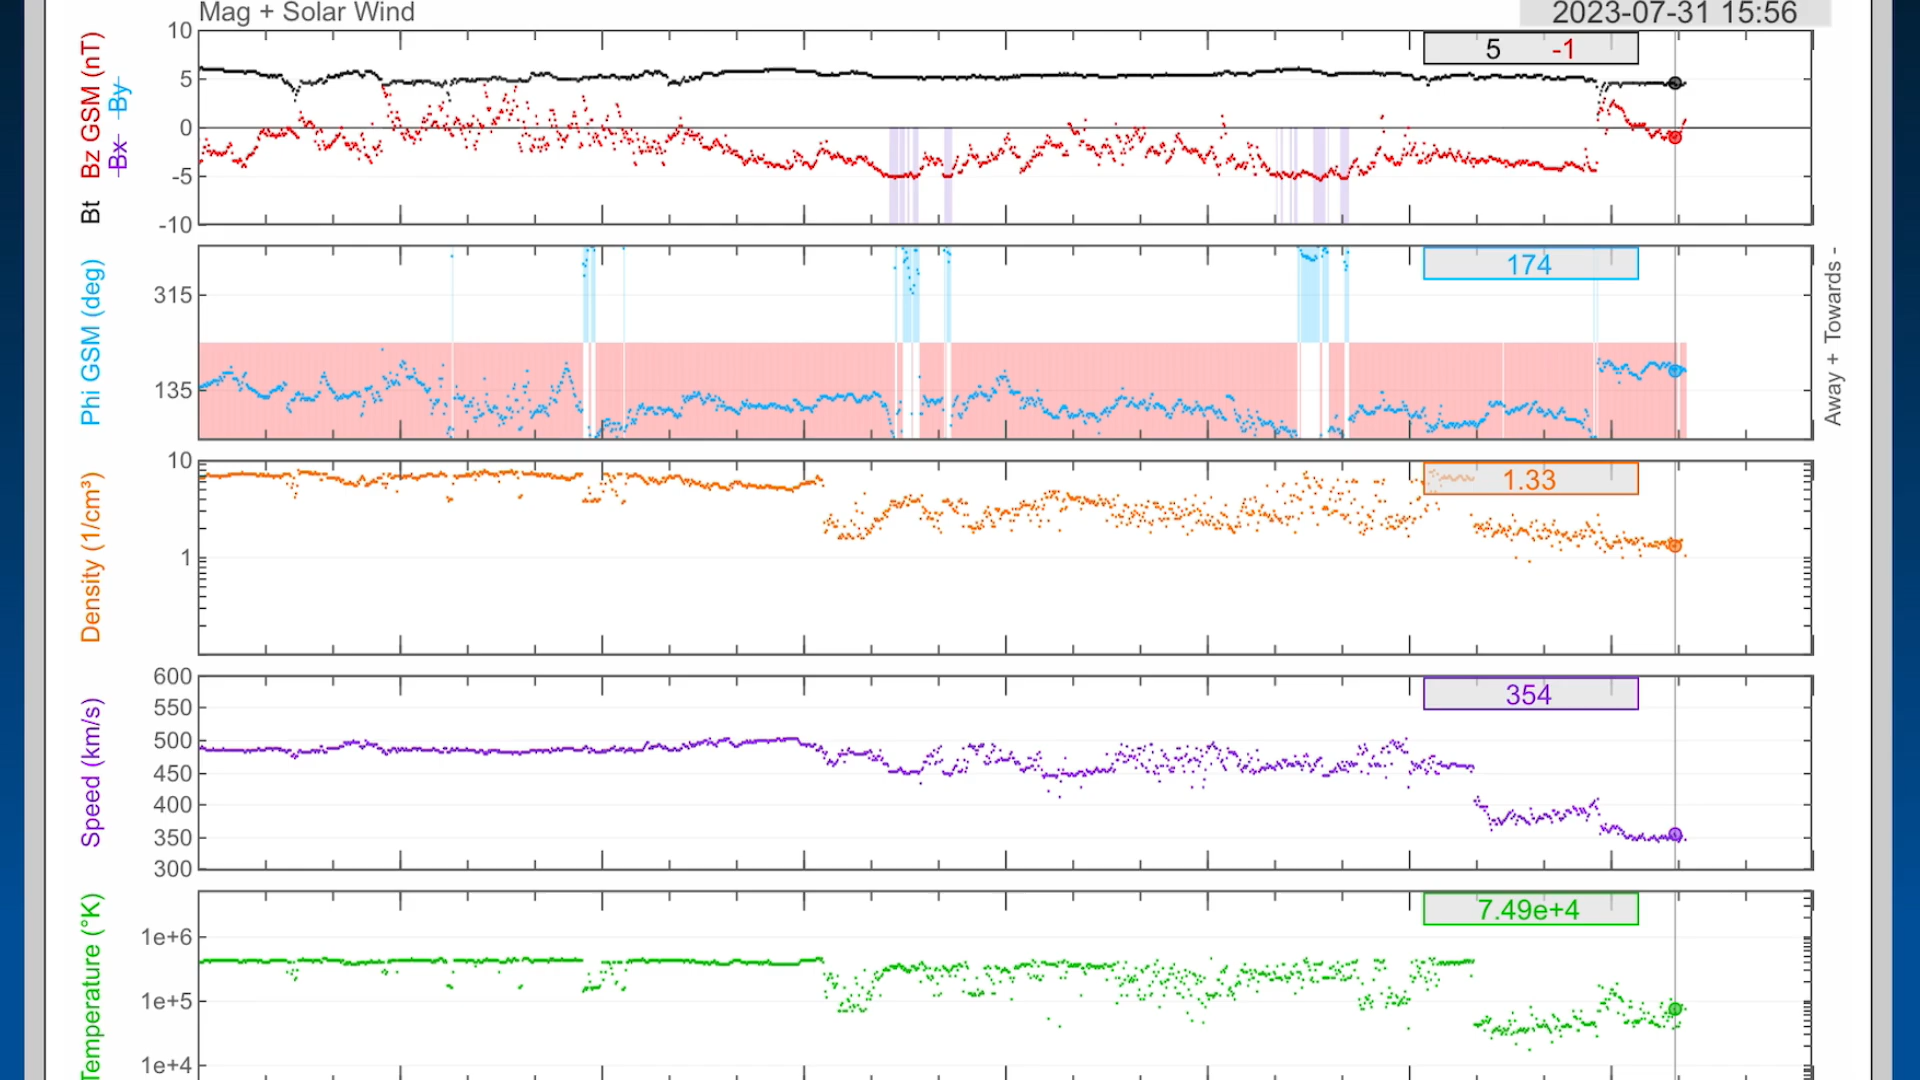 Mag + Solar Wind
2023-07-31 15:56
Bt Bz GSM (nT)
Bx By
10
5
0
-5
-10
5 -1
Phi GSM (deg)
315
135
174
Away + Towards -
Density (1/cm³)
10
1
1.33
Speed (km/s)
600
550
500
450
400
350
300
354
Temperature (°K)
1e+6
1e+5
1e+4
7.49e+4